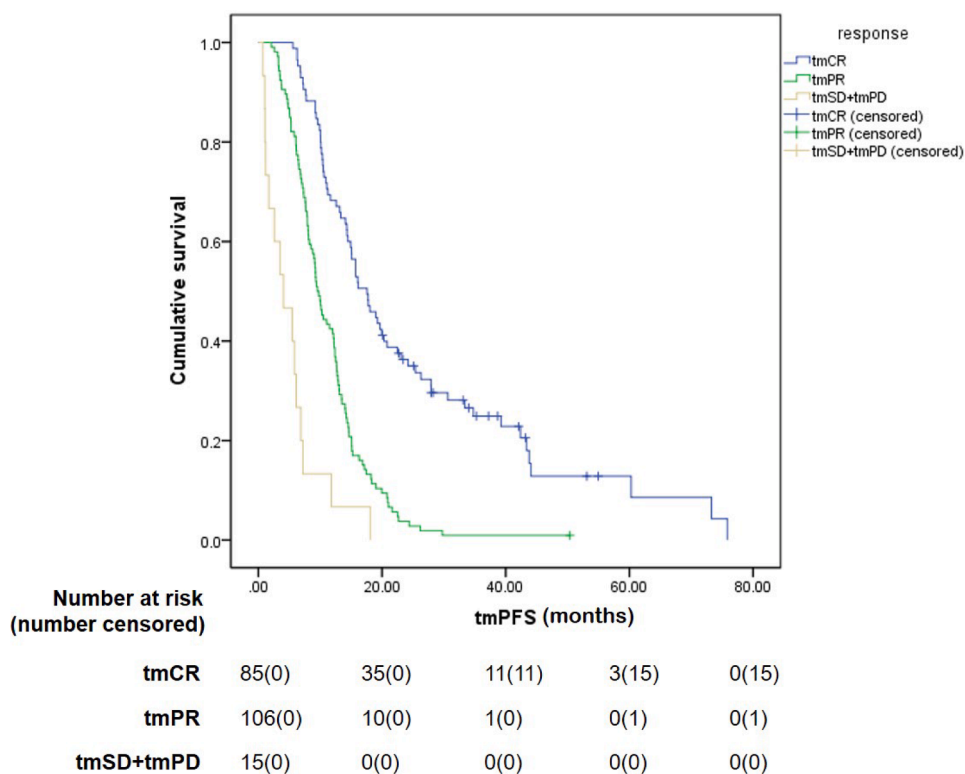 response
tmCR
tmPR
tmSD+tmPD
tmCR (censored)
tmPR (censored)
tmSD+tmPD (censored)
Cumulative survival
1.0
0.8
0.6
0.4
0.2
0.0
.00 20.00 40.00 60.00 80.00
tmPFS (months)
Number at risk
(number censored)
tmCR 85(0) 35(0) 11(11) 3(15) 0(15)
tmPR 106(0) 10(0) 1(0) 0(1) 0(1)
tmSD+tmPD 15(0) 0(0) 0(0) 0(0) 0(0)